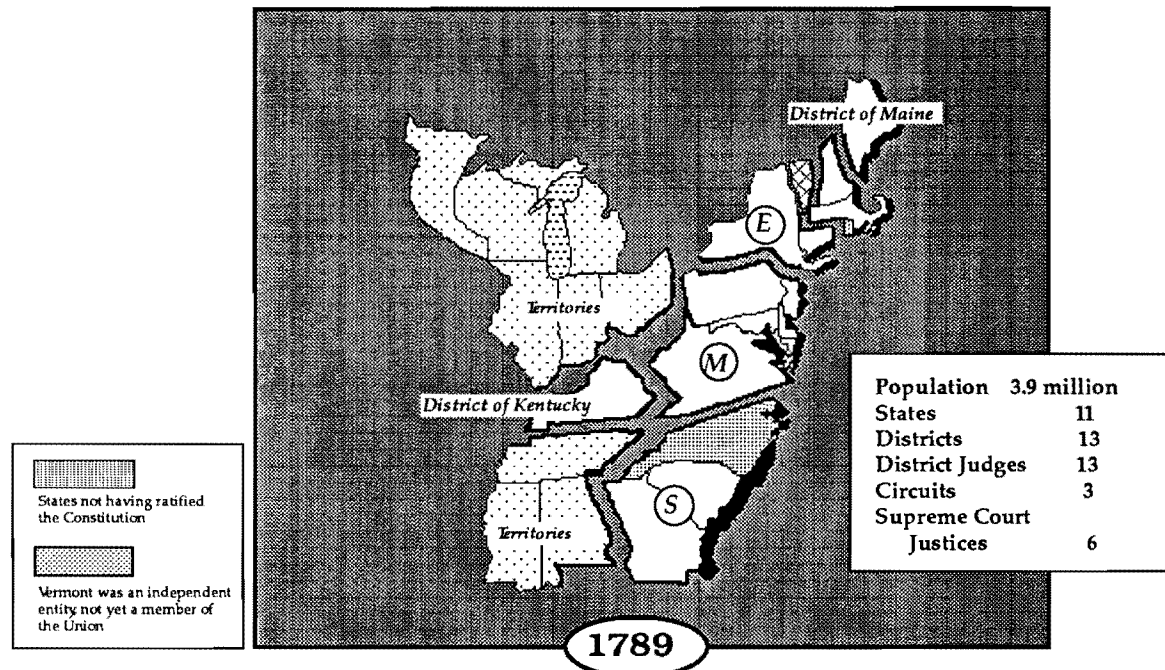 District of Maine
E
Territories
M
District of Kentucky
S
Territories
1789
Population 3.9 million
States 11
Districts 13
District Judges 13
Circuits 3
Supreme Court
Justices 6
States not having ratified
the Constitution
Vermont was an independent
entity, not yet a member of
the Union